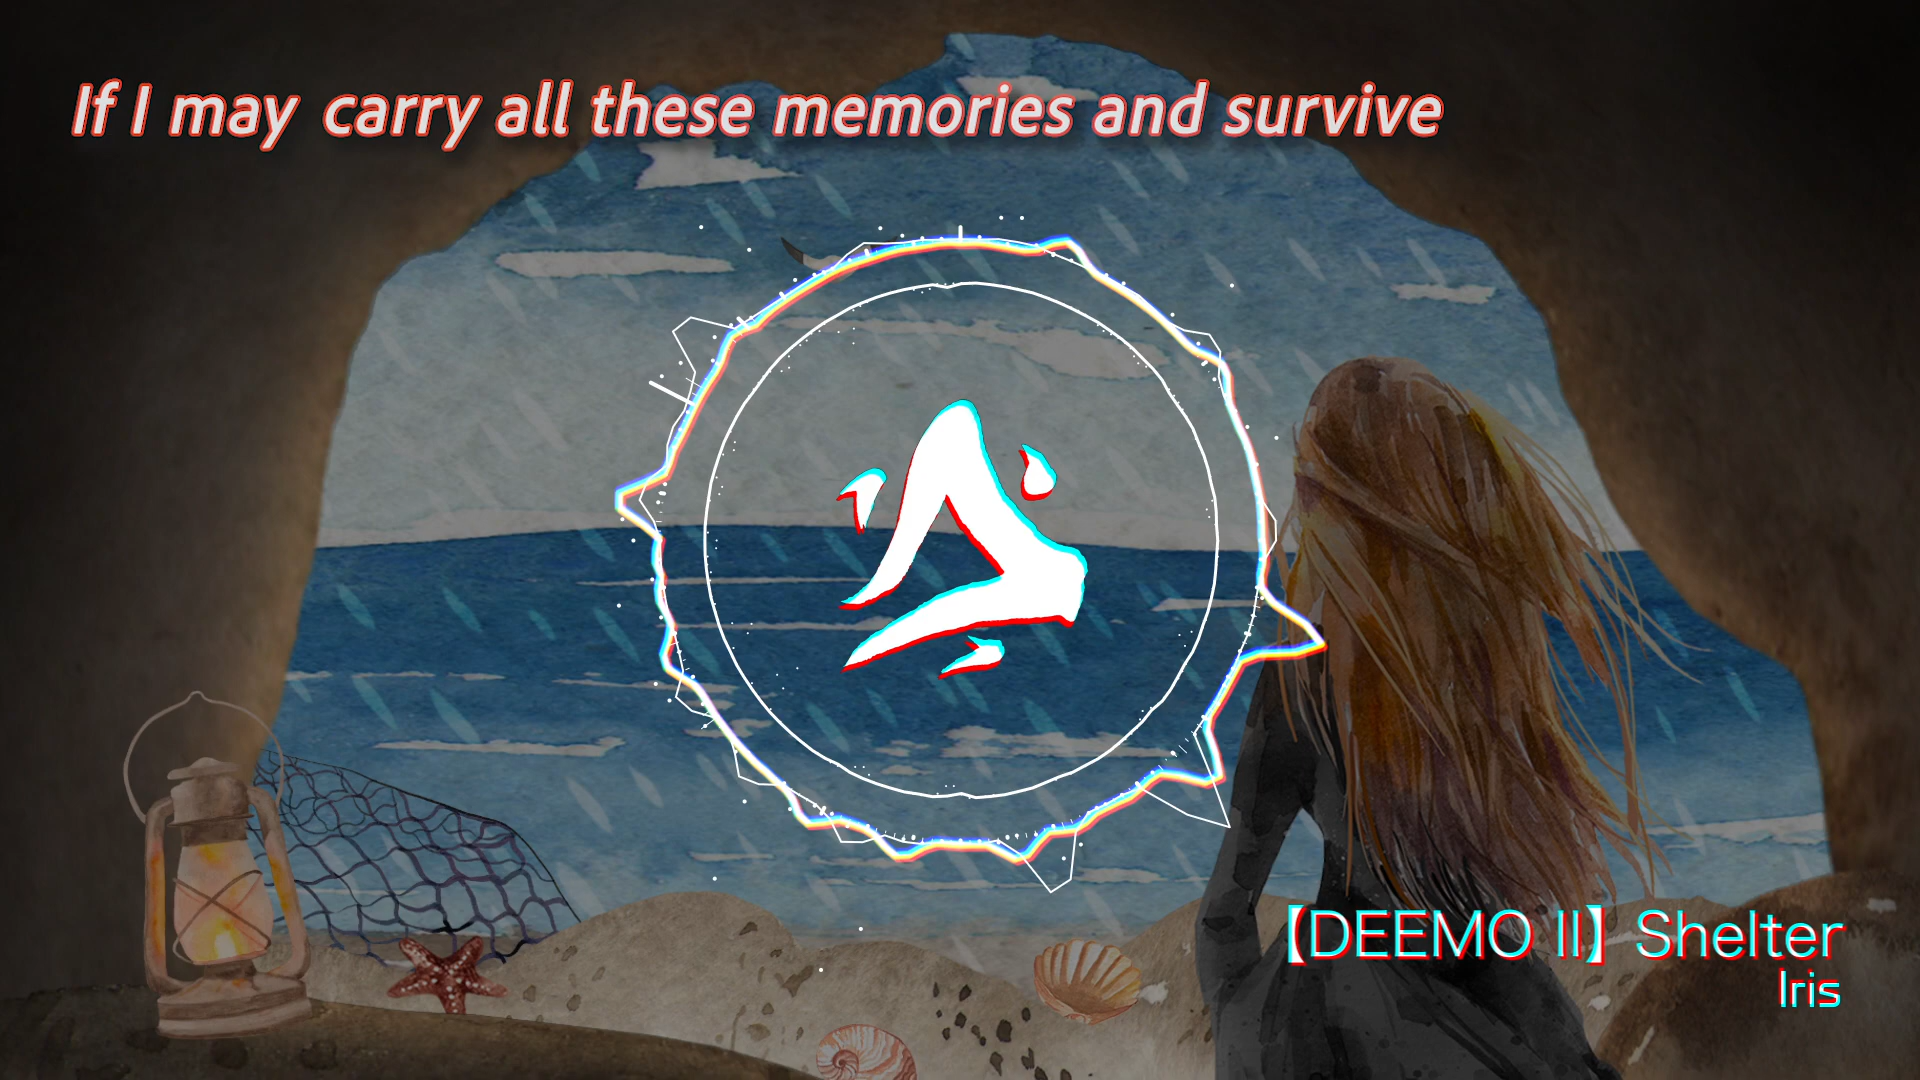 If I may carry all these memories and survive
【DEEMO II】Shelter
Iris